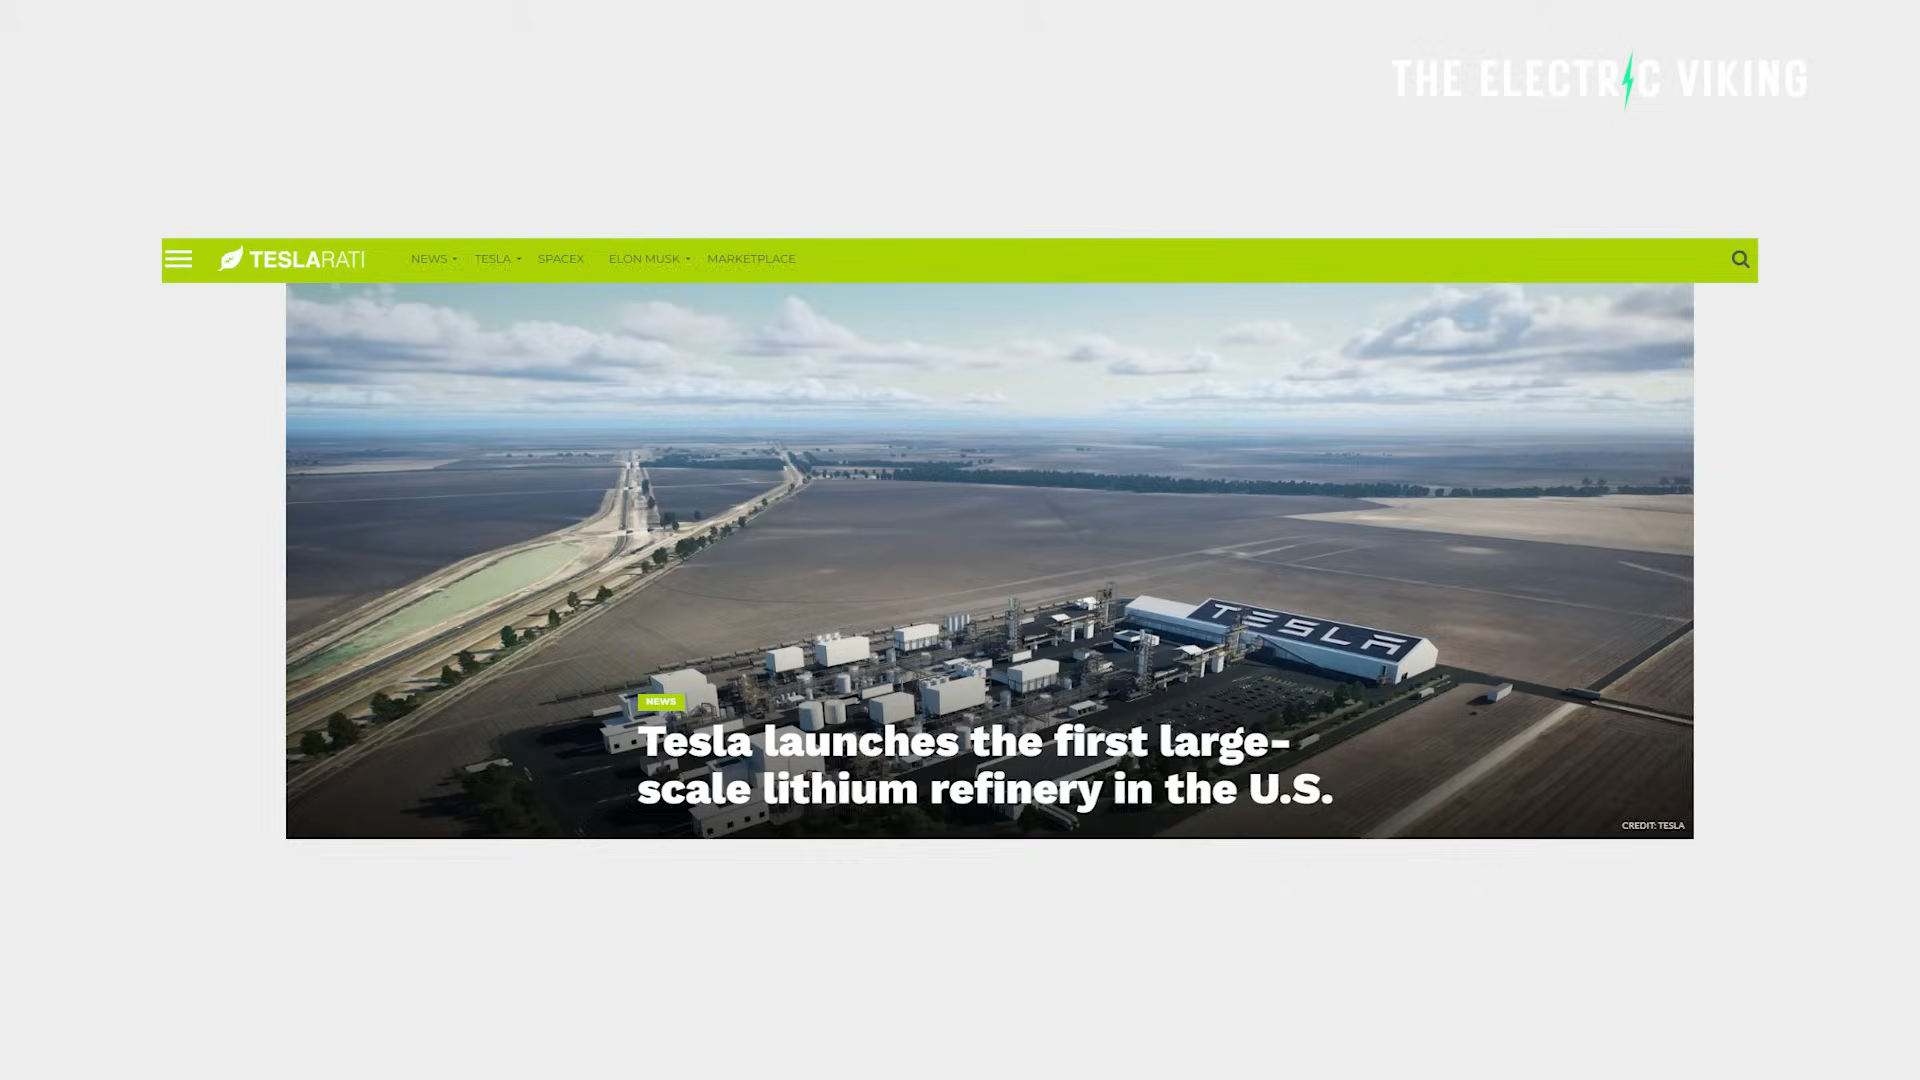 THE ELECTRIC VIKING
TESLARATI
NEWS
TESLA
SPACEX
ELON MUSK
MARKETPLACE
TESLA
NEWS
Tesla launches the first large-
scale lithium refinery in the U.S.
CREDIT: TESLA